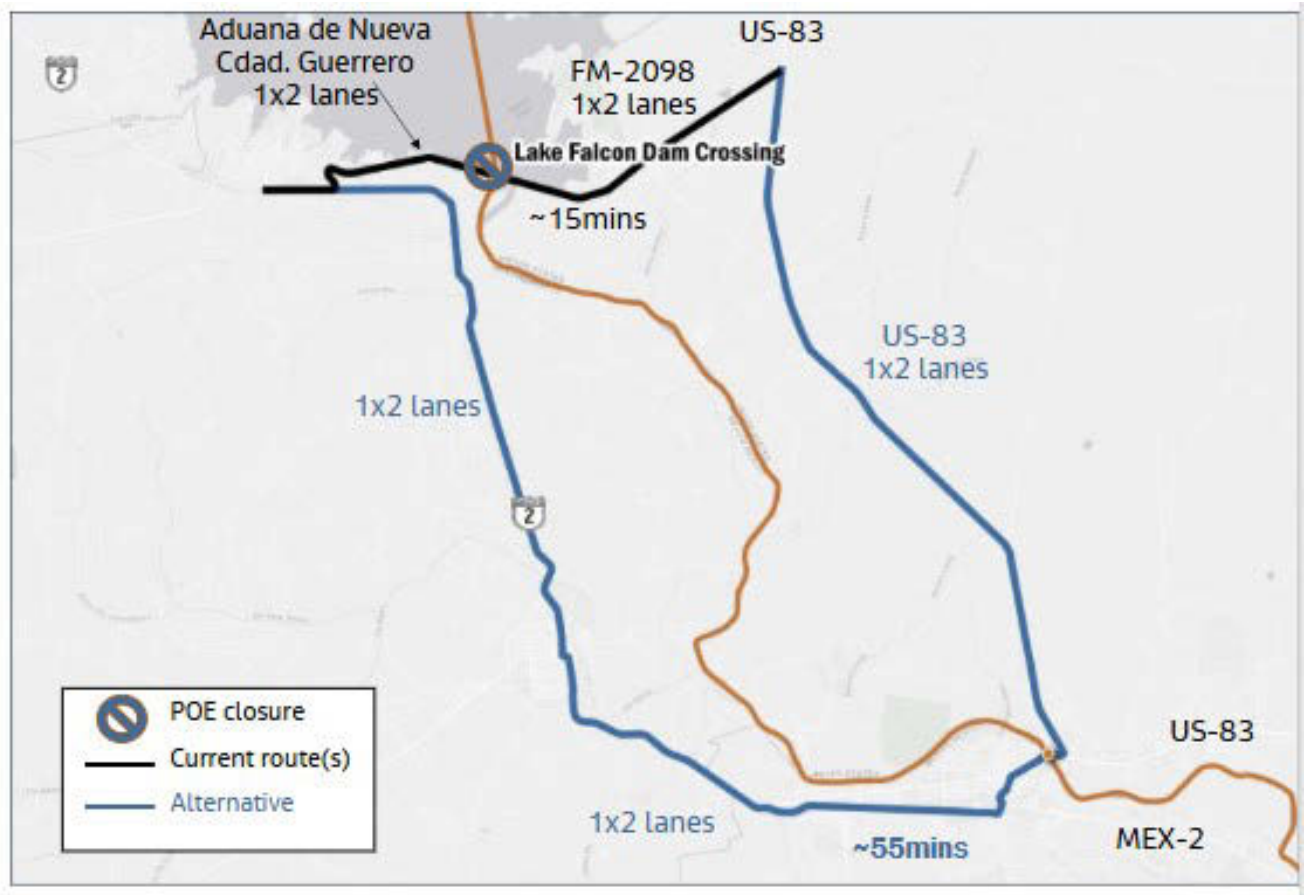 Aduana de Nueva
Cdad. Guerrero
1x2 lanes
US-83
FM-2098
1x2 lanes
2
Lake Falcon Dam Crossing
~15mins
US-83
1x2 lanes
1x2 lanes
2
POE closure
Current route(s)
Alternative
US-83
1x2 lanes
~55mins
MEX-2